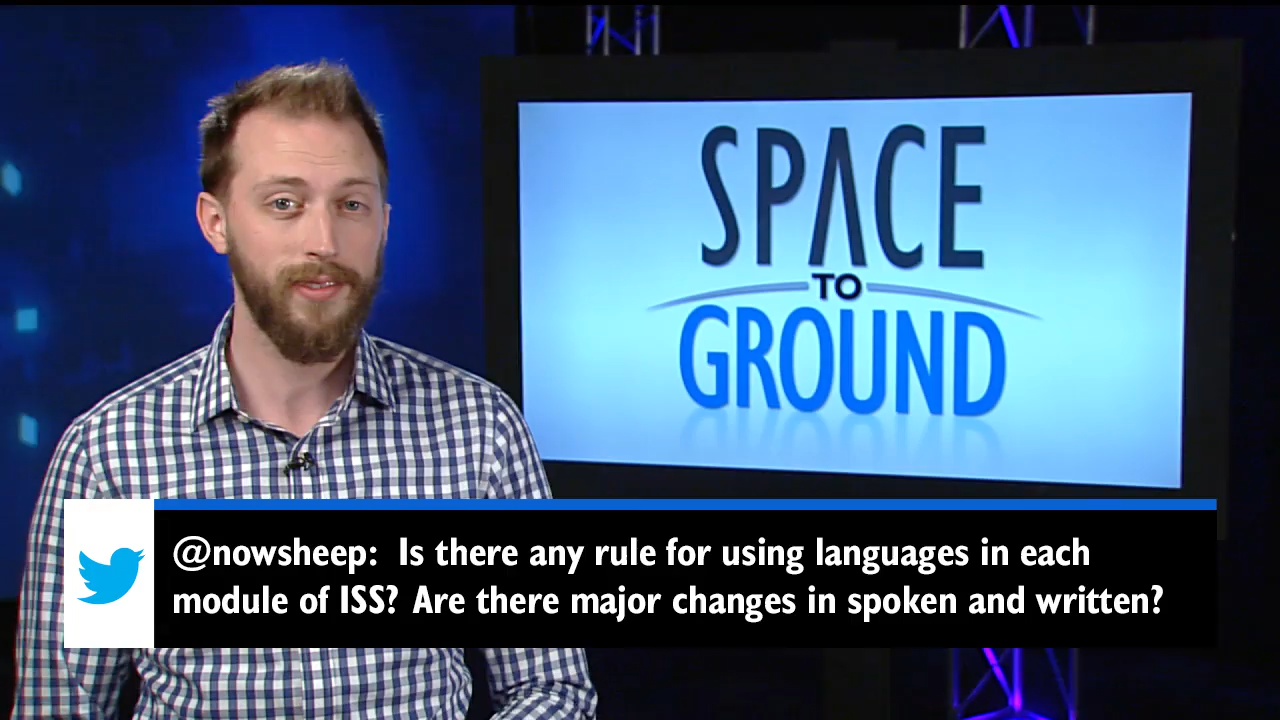 SPACE
TO
GROUND
@nowsheep: Is there any rule for using languages in each
module of ISS? Are there major changes in spoken and written?